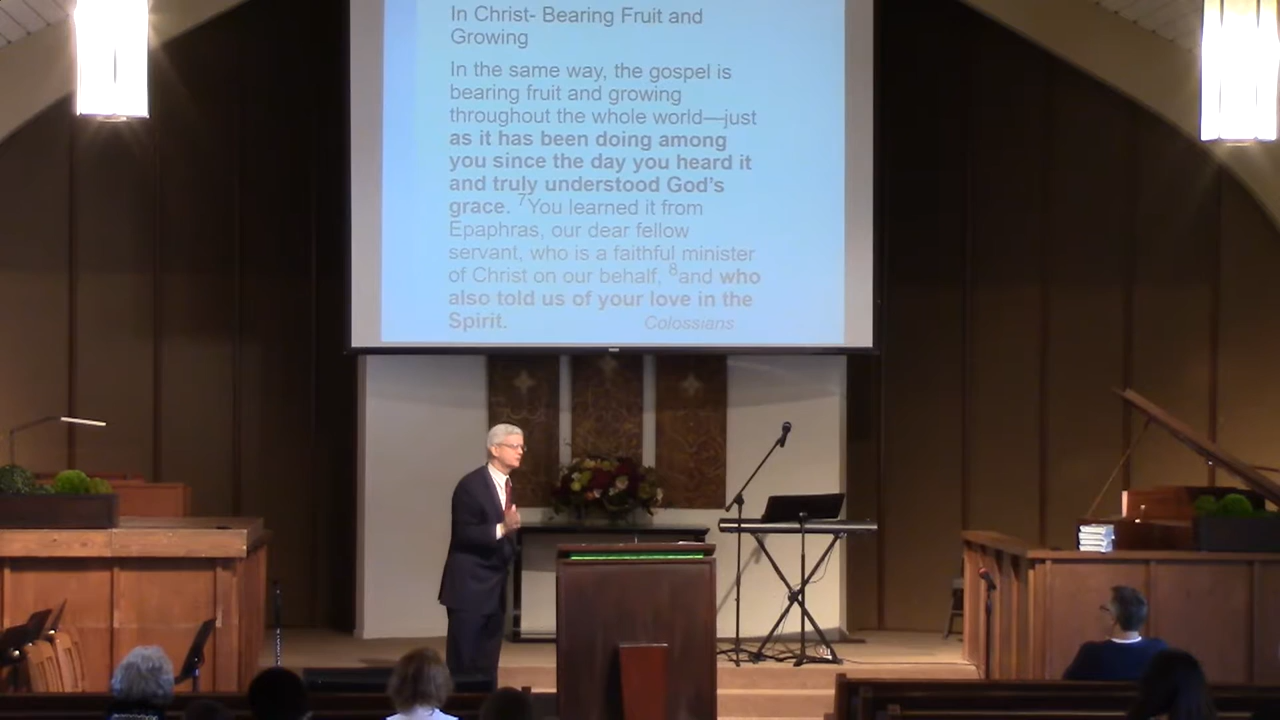 In Christ- Bearing Fruit and
Growing
In the same way, the gospel is
bearing fruit and growing
throughout the whole world—just
as it has been doing among
you since the day you heard it
and truly understood God's
grace. 7You learned it from
Epaphras, our dear fellow
servant, who is a faithful minister
of Christ on our behalf, 8and who
also told us of your love in the
Spirit. Colossians